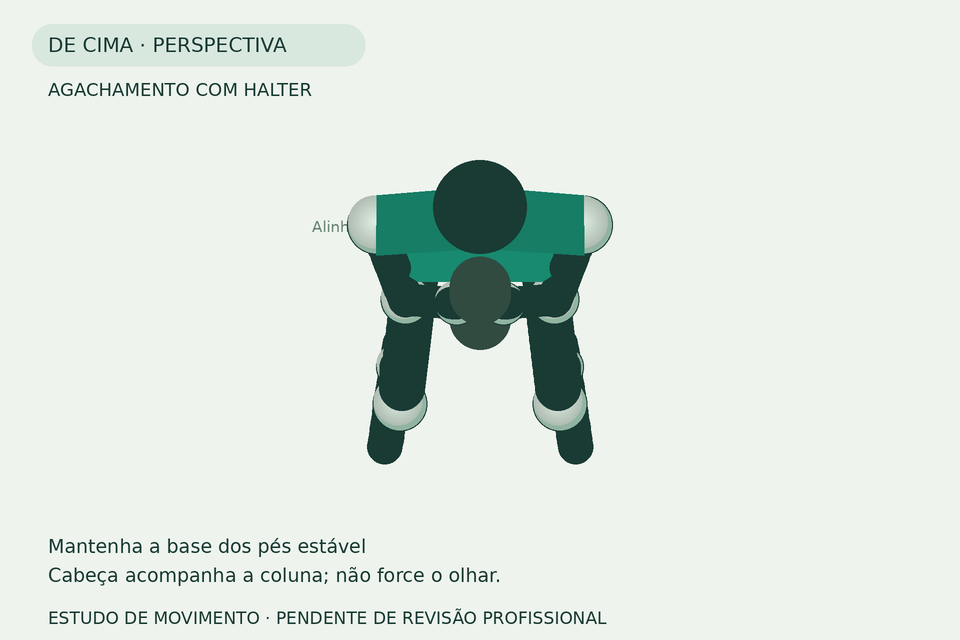 DE CIMA · PERSPECTIVA
AGACHAMENTO COM HALTER
Alinh
Mantenha a base dos pés estável
Cabeça acompanha a coluna; não force o olhar.
ESTUDO DE MOVIMENTO · PENDENTE DE REVISÃO PROFISSIONAL